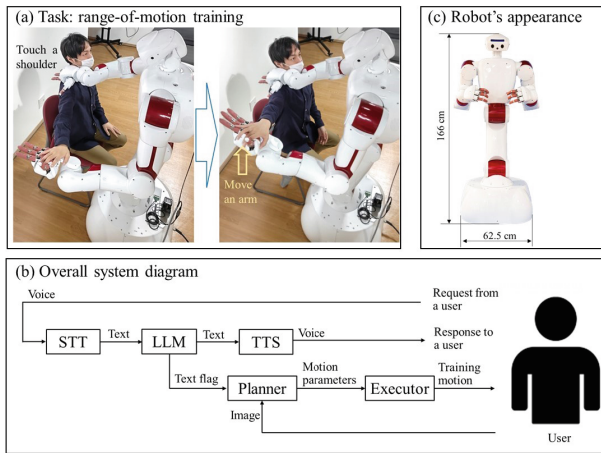 (a) Task: range-of-motion training
Touch a
shoulder
Move
an arm
(c) Robot's appearance
166 cm
62.5 cm
(b) Overall system diagram
Voice
Request from
a user
STT
Text
LLM
Text
TTS
Voice
Response to
a user
Text flag
Planner
Motion
parameters
Executor
Training
motion
Image
User